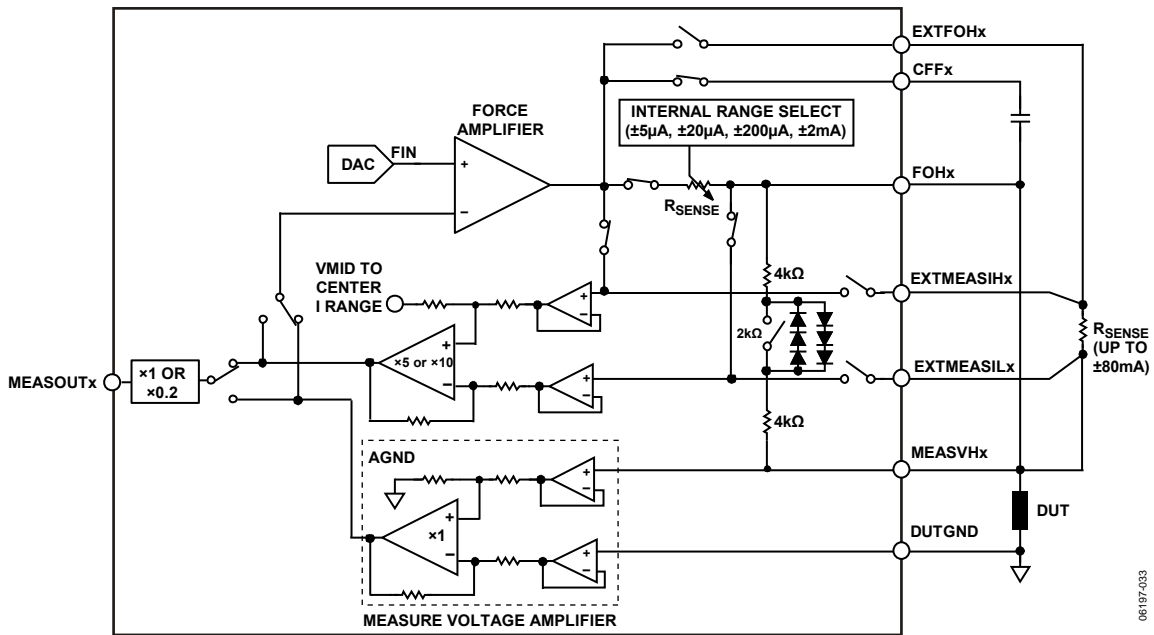 EXTFOHx
CFFx
FORCE
AMPLIFIER
INTERNAL RANGE SELECT
(±5µA, ±20µA, ±200µA, ±2mA)
DAC
FIN
+
−
FOHx
RSENSE
VMID TO
CENTER
I RANGE
4kΩ
EXTMEASIHx
+
−
2kΩ
RSENSE
(UP TO
±80mA)
+
×5 or ×10
−
MEASOUTx
×1 OR
×0.2
+
−
EXTMEASILx
4kΩ
AGND
MEASVHx
+
−
+
×1
−
DUT
DUTGND
+
−
MEASURE VOLTAGE AMPLIFIER
06197-033